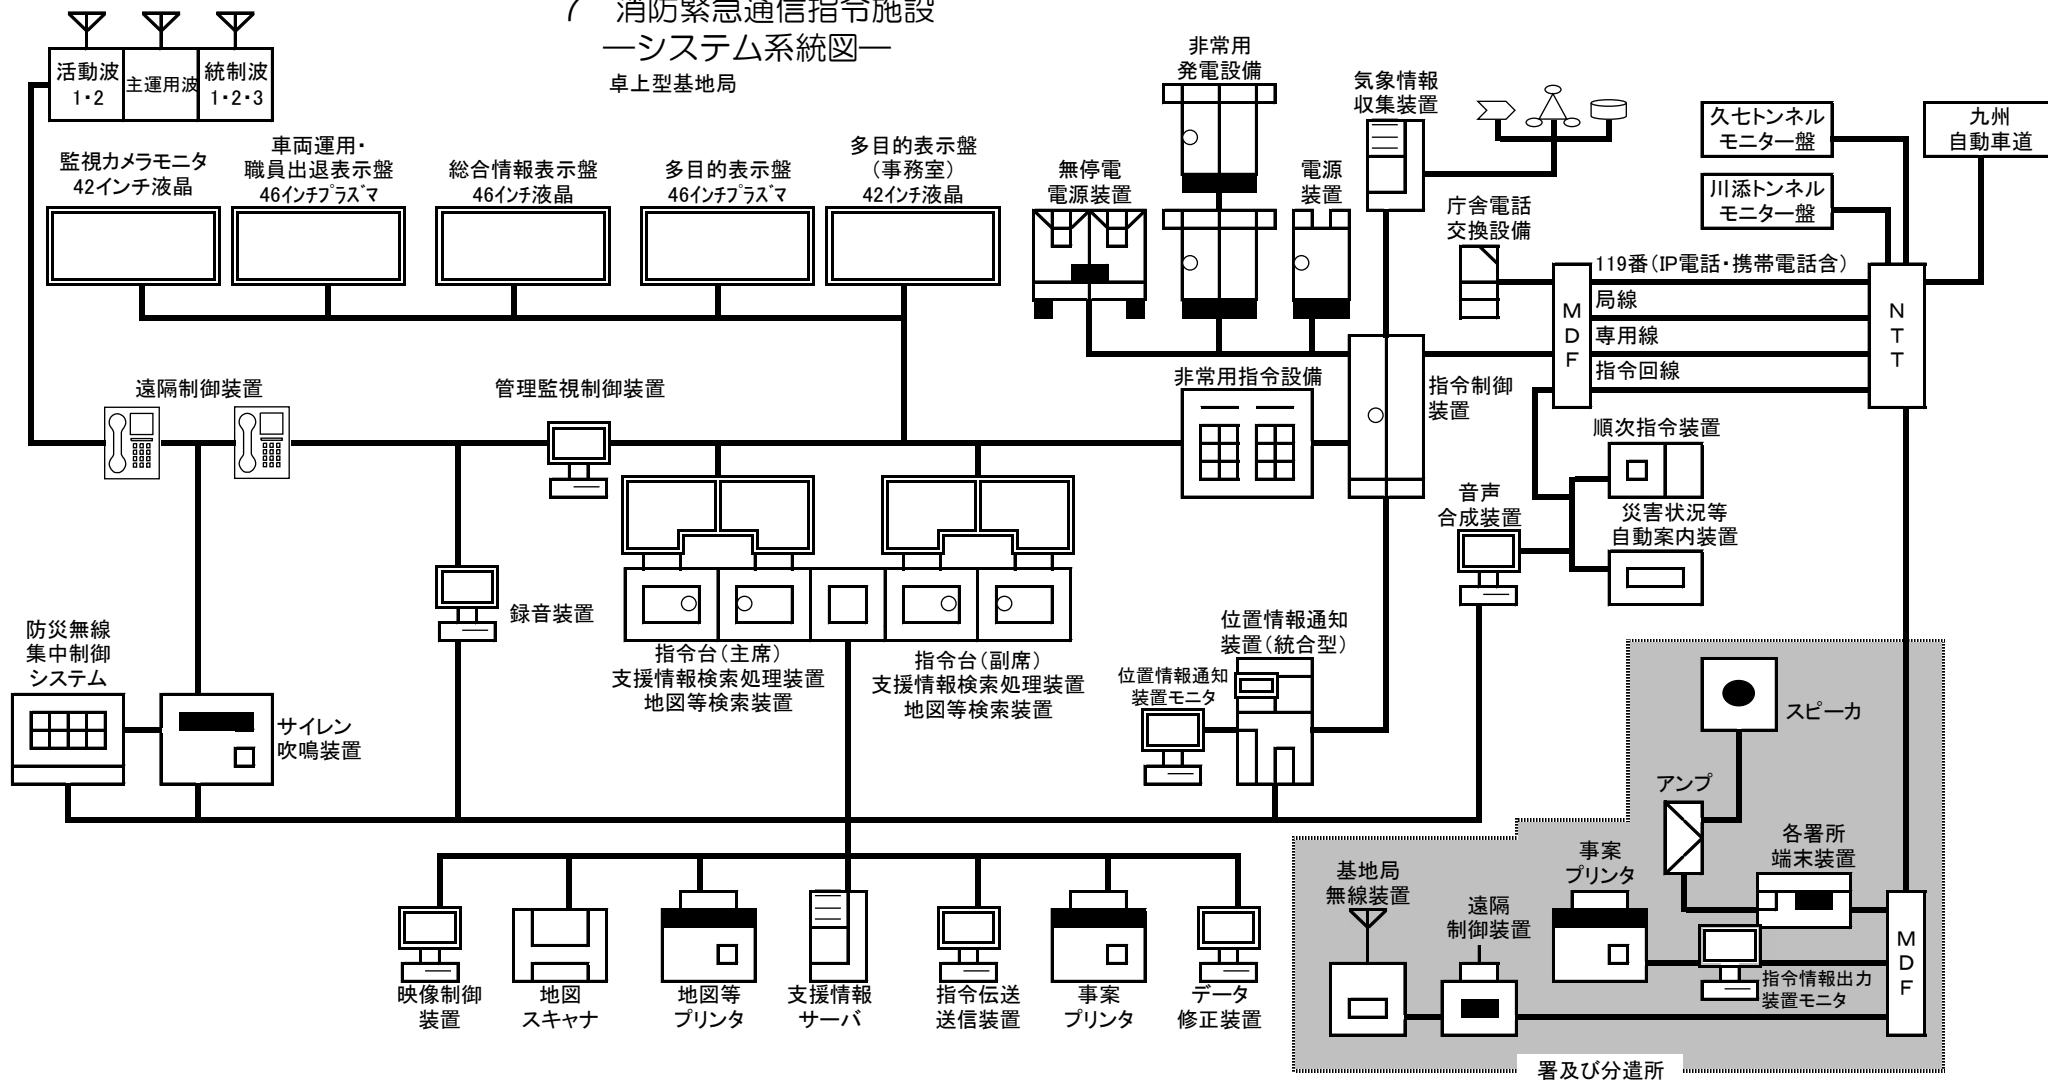 7　消防緊急通信指令施設
―システム系統図―
卓上型基地局
活動波
1・2
主運用波
統制波
1・2・3
監視カメラモニタ
42インチ液晶
車両運用・
職員出退表示盤
46インチプラズマ
総合情報表示盤
46インチ液晶
多目的表示盤
46インチプラズマ
多目的表示盤
（事務室）
42インチ液晶
無停電
電源装置
非常用
発電設備
電源
装置
気象情報
収集装置
庁舎電話
交換設備
久七トンネル
モニター盤
川添トンネル
モニター盤
九州
自動車道
MDF
119番（IP電話・携帯電話含）
局線
専用線
指令回線
NTT
遠隔制御装置
管理監視制御装置
非常用指令設備
指令制御
装置
順次指令装置
音声
合成装置
災害状況等
自動案内装置
録音装置
防災無線
集中制御
システム
サイレン
吹鳴装置
指令台（主席）
支援情報検索処理装置
地図等検索装置
指令台（副席）
支援情報検索処理装置
地図等検索装置
位置情報通知
装置（統合型）
位置情報通知
装置モニタ
スピーカ
アンプ
各署所
端末装置
事案
プリンタ
基地局
無線装置
遠隔
制御装置
指令情報出力
装置モニタ
MDF
署及び分遣所
映像制御
装置
地図
スキャナ
地図等
プリンタ
支援情報
サーバ
指令伝送
送信装置
事案
プリンタ
データ
修正装置